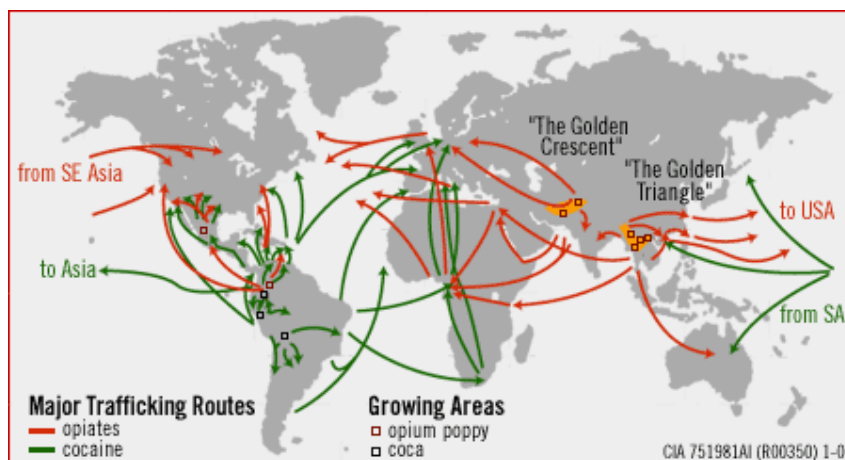 "The Golden
Crescent"
"The Golden
Triangle"
from SE Asia
to USA
to Asia
from SA
Major Trafficking Routes
opiates
cocaine
Growing Areas
opium poppy
coca
CIA 751981AI (R00350) 1-0